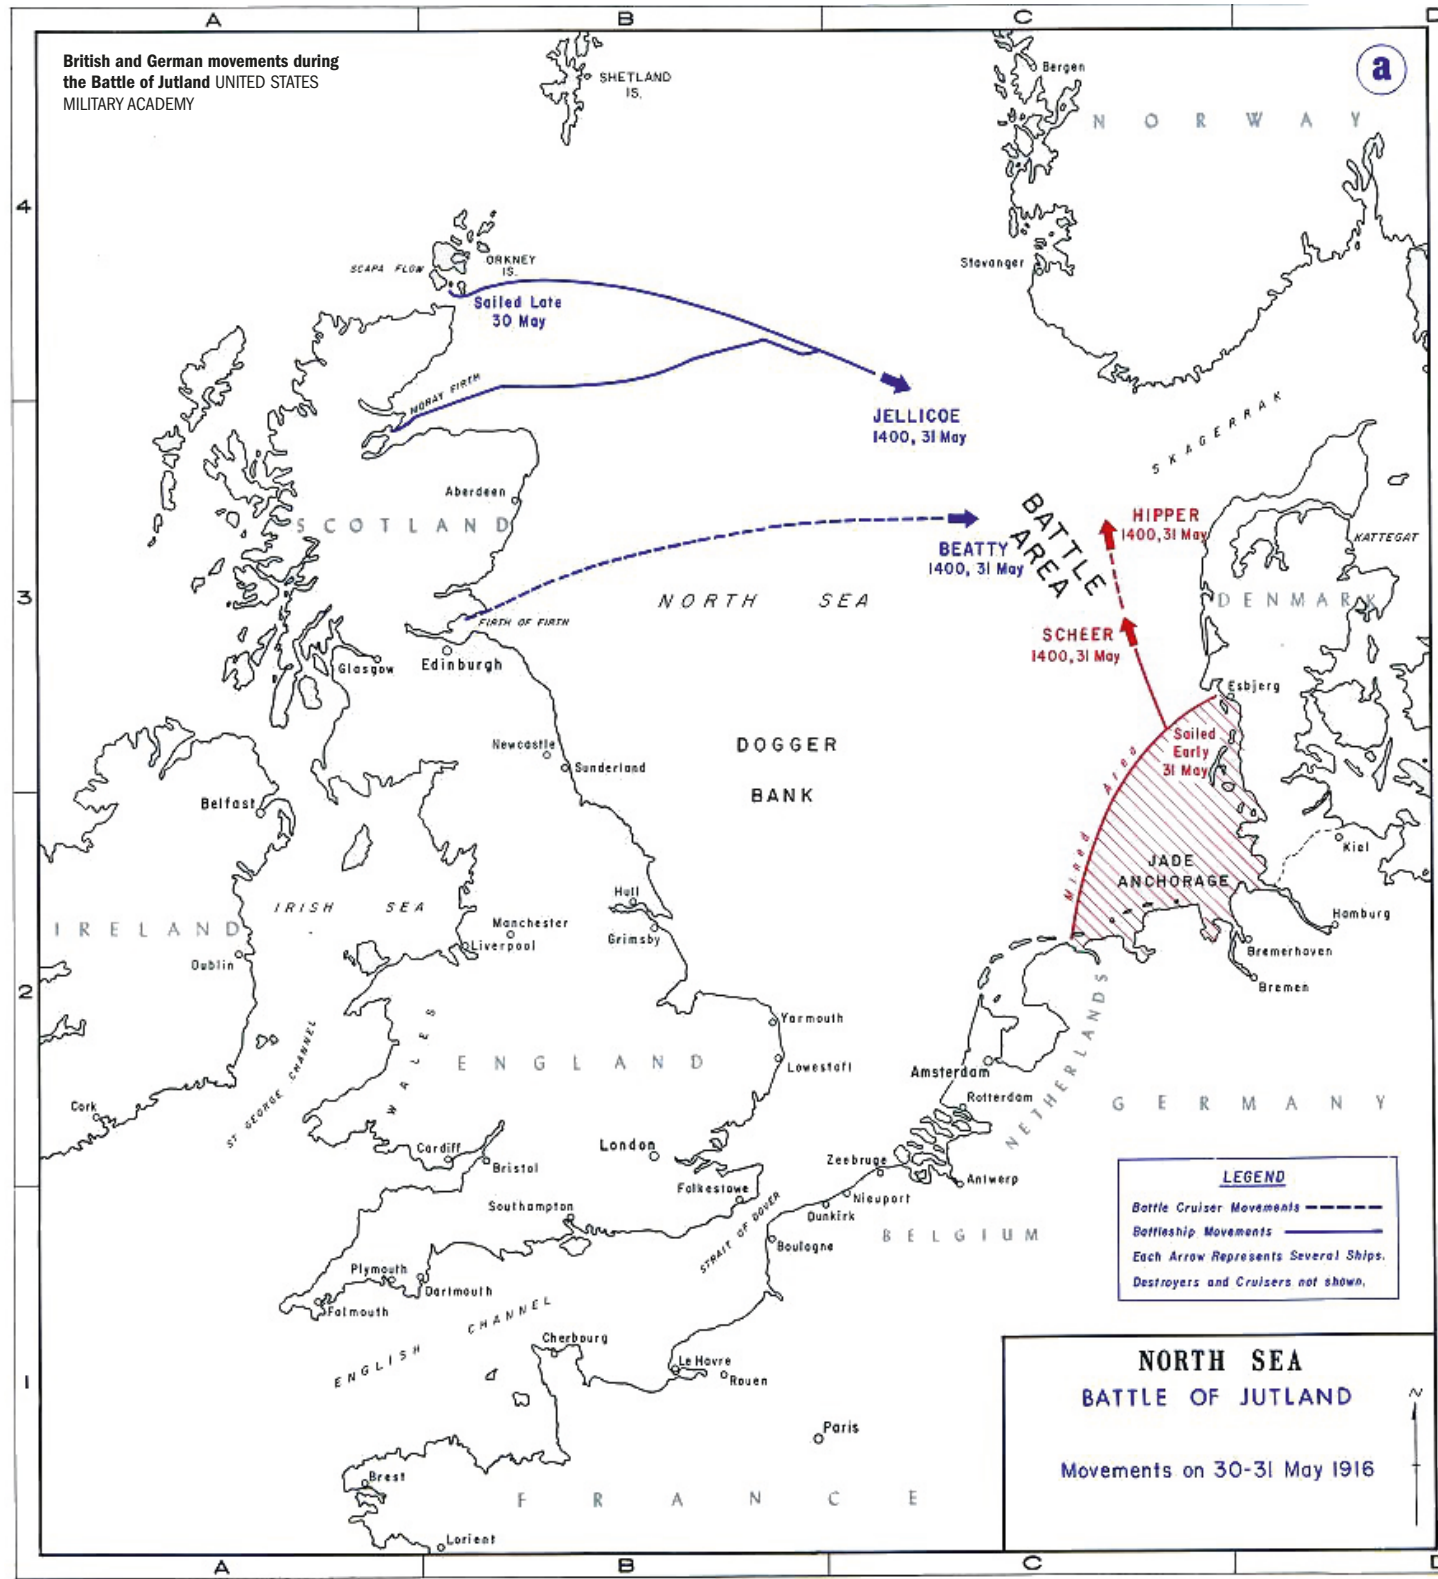 A B C D
British and German movements during
the Battle of Jutland UNITED STATES
MILITARY ACADEMY
a
SHETLAND
IS.
Bergen
NORWAY
4
ORKNEY
IS.
SCAPA FLOW
Stavanger
Sailed Late
30 May
MORAY FIRTH
JELLICOE
1400, 31 May
SKAGERRAK
Aberdeen
SCOTLAND
BATTLE
AREA
HIPPER
1400, 31 May
KATTEGAT
BEATTY
1400, 31 May
3
NORTH SEA
DENMARK
FIRTH OF FIRTH
SCHEER
1400, 31 May
Glasgow
Edinburgh
Esbjerg
Newcastle
Sunderland
DOGGER
BANK
Sailed
Early
31 May
Mined Area
Belfast
Kiel
JADE
ANCHORAGE
Hull
IRISH SEA
Manchester
Liverpool
Grimsby
Hamburg
IRELAND
Dublin
Bremerhaven
Bremen
2
Yarmouth
WALES
ENGLAND
Lowestoft
Amsterdam
NETHERLANDS
Rotterdam
GERMANY
ST GEORGE CHANNEL
Cork
Cardiff
Bristol
London
Zeebruge
Antwerp
Folkestowe
Nieuport
Dunkirk
Southampton
STRAIT OF DOVER
Boulogne
BELGIUM
LEGEND
Battle Cruiser Movements
Battleship Movements
Each Arrow Represents Several Ships.
Destroyers and Cruisers not shown.
Plymouth
Dartmouth
Falmouth
ENGLISH CHANNEL
Cherbourg
Le Havre
Rouen
1
Paris
Brest
FRANCE
Lorient
NORTH SEA
BATTLE OF JUTLAND
Movements on 30-31 May 1916
N
A B C D